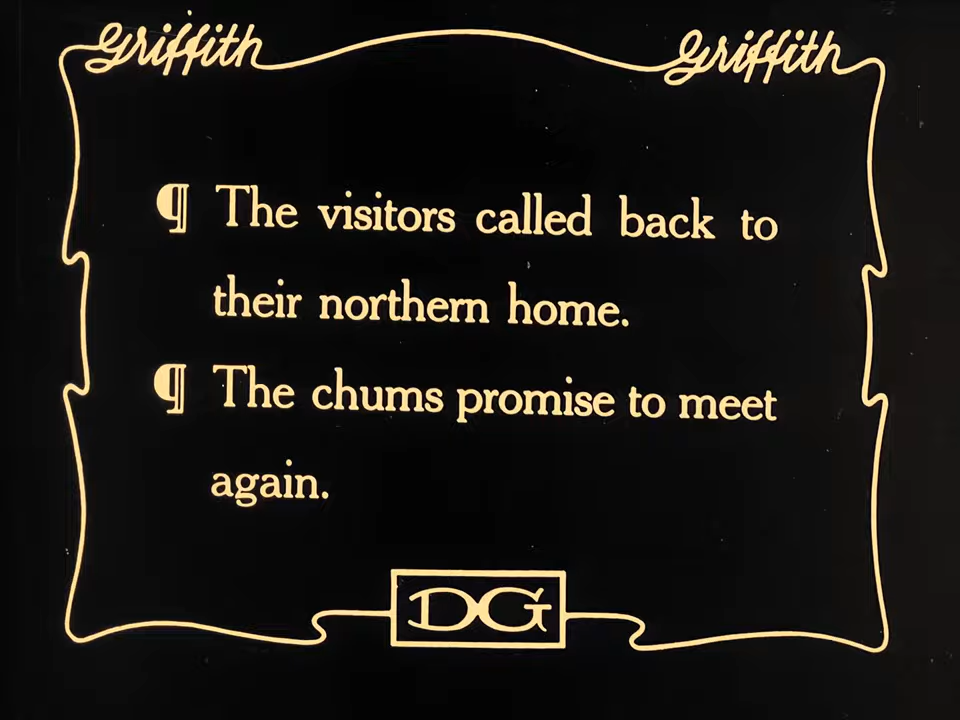 Griffith Griffith
¶ The visitors called back to
their northern home.
¶ The chums promise to meet
again.
DG